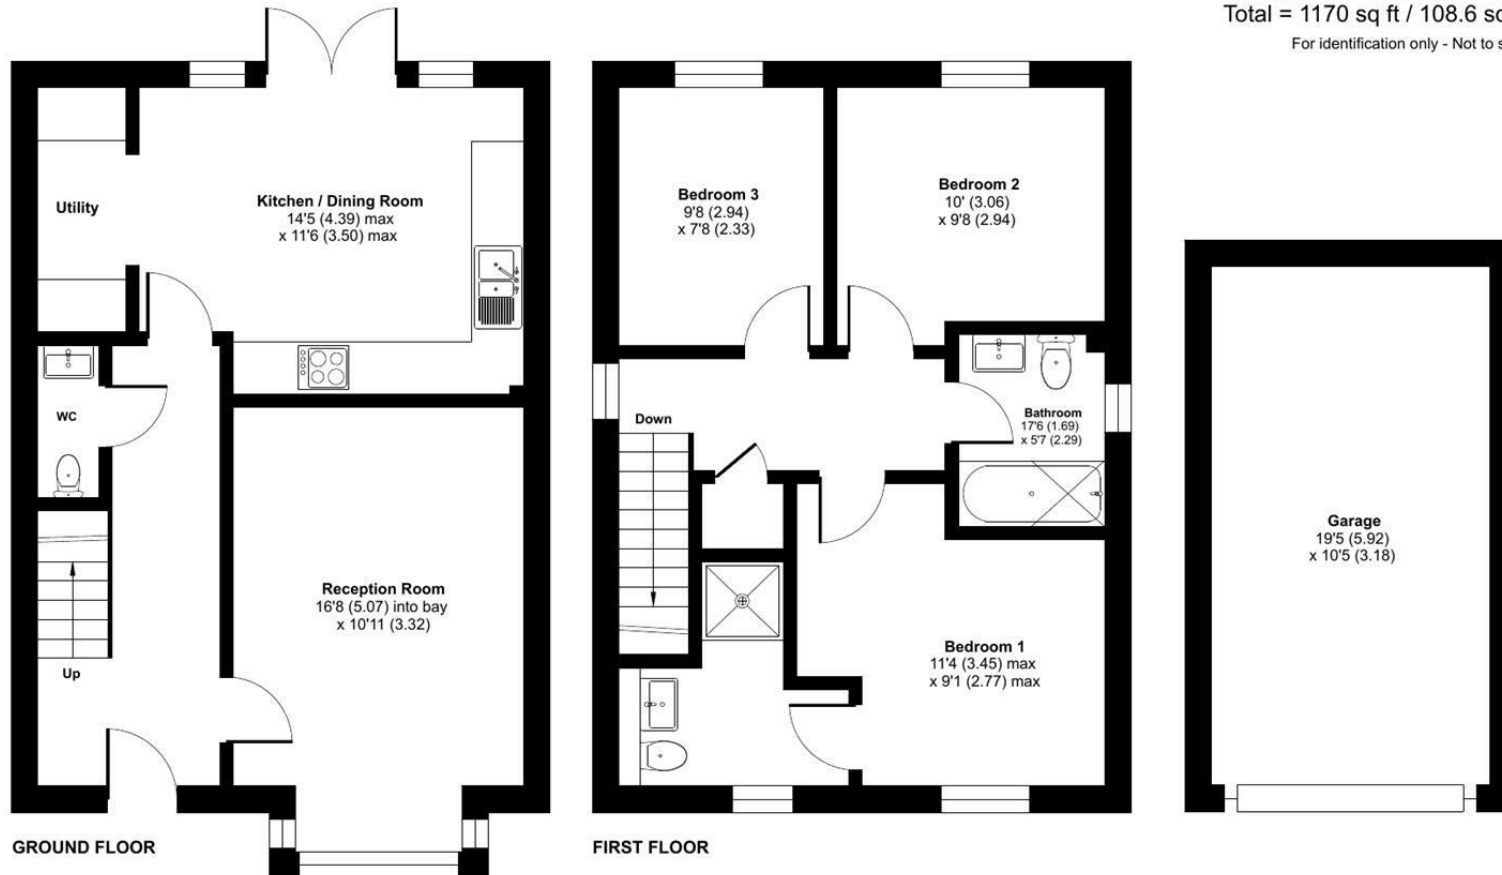 Total = 1170 sq ft / 108.6 sq
For identification only - Not to s
Utility
Kitchen / Dining Room
14'5 (4.39) max
x 11'6 (3.50) max
WC
Up
Reception Room
16'8 (5.07) into bay
x 10'11 (3.32)
GROUND FLOOR
Bedroom 3
9'8 (2.94)
x 7'8 (2.33)
Bedroom 2
10' (3.06)
x 9'8 (2.94)
Down
Bathroom
17'6 (1.69)
x 5'7 (2.29)
Bedroom 1
11'4 (3.45) max
x 9'1 (2.77) max
FIRST FLOOR
Garage
19'5 (5.92)
x 10'5 (3.18)